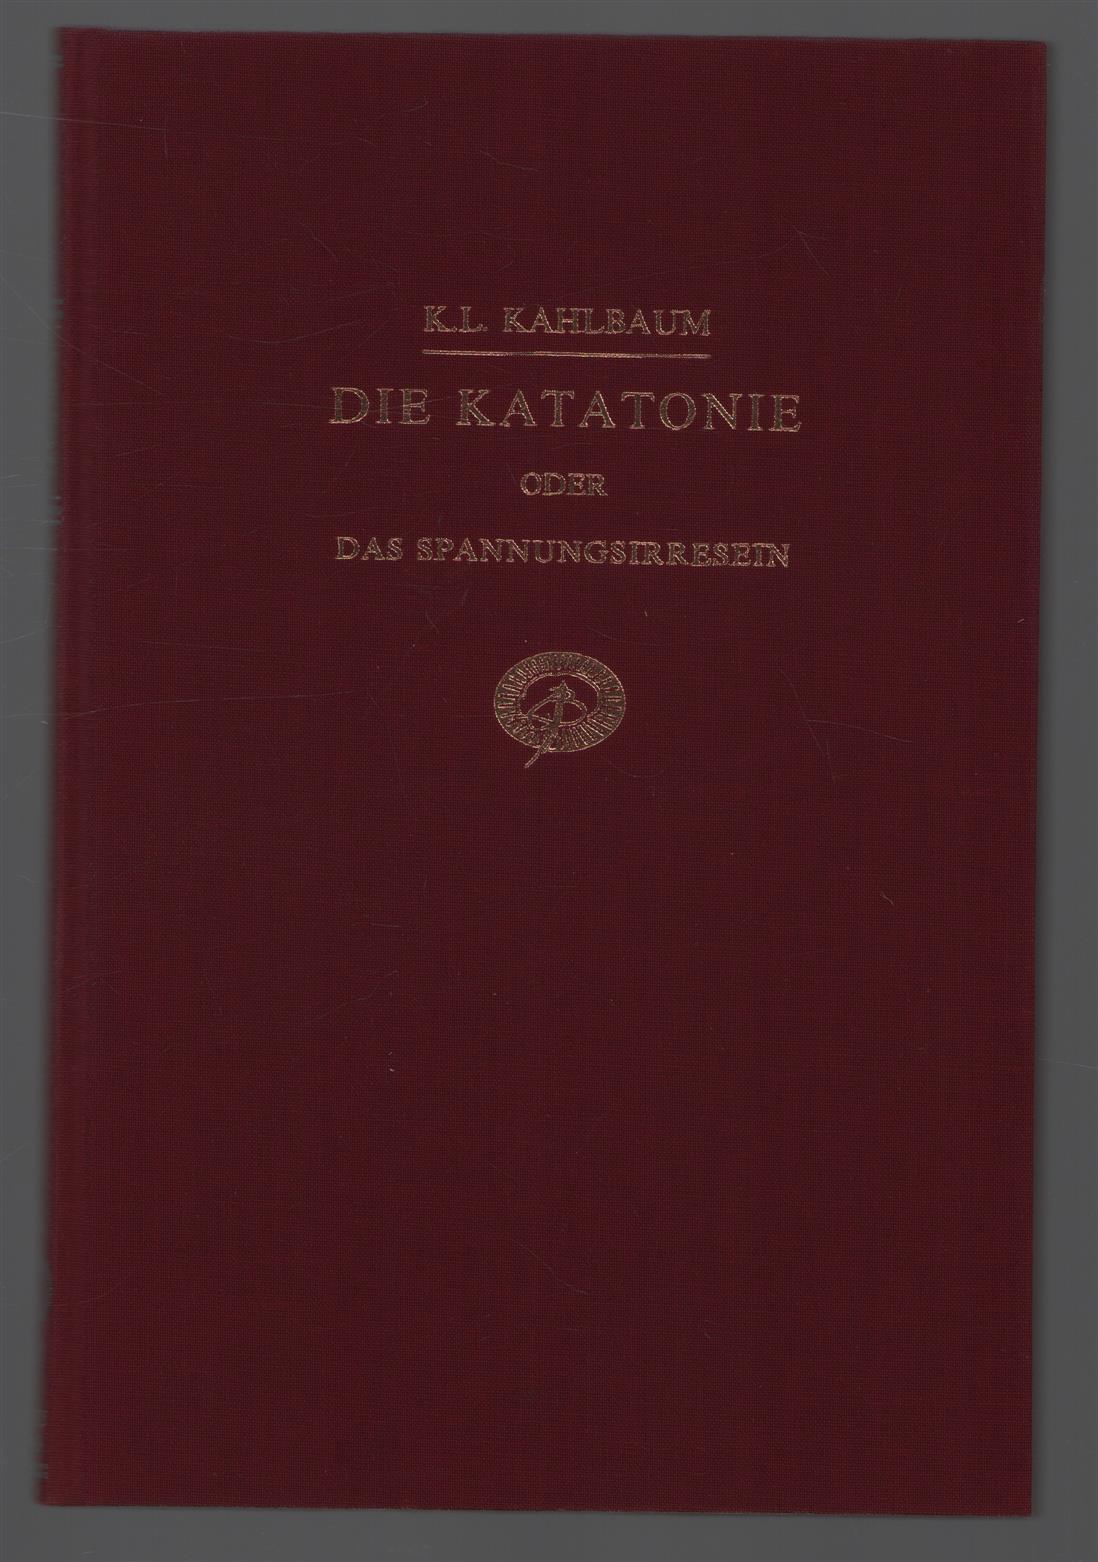 K.L. KAHLBAUM
DIE KATATONIE
ODER
DAS SPANNUNGSIRRESEIN